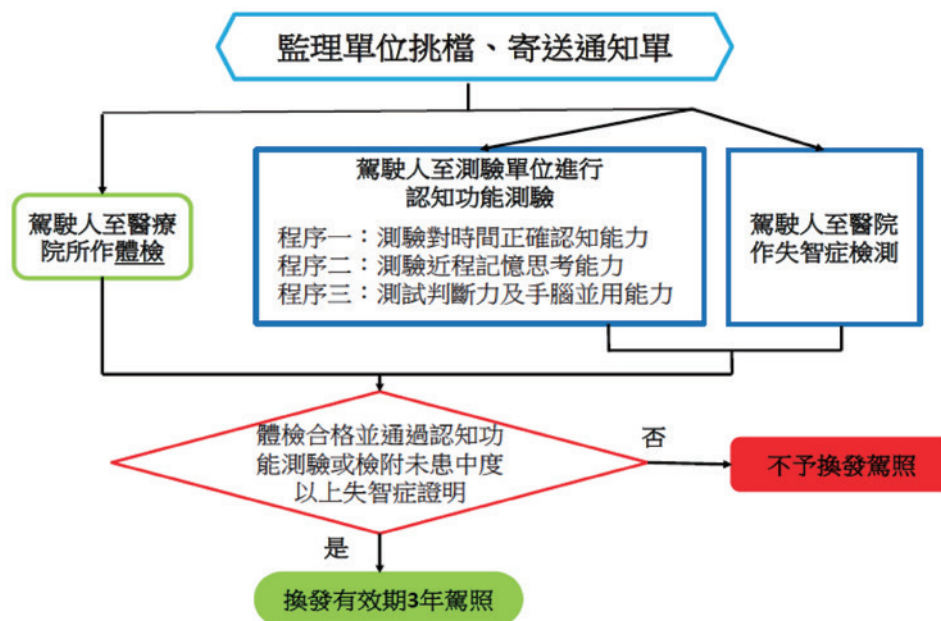 監理單位挑檔、寄送通知單
駕駛人至醫療
院所作體檢
駕駛人至測驗單位進行
認知功能測驗
程序一：測驗對時間正確認知能力
程序二：測驗近程記憶思考能力
程序三：測試判斷力及手腦並用能力
駕駛人至醫院
作失智症檢測
體檢合格並通過認知功
能測驗或檢附未患中度
以上失智症證明
否
不予換發駕照
是
換發有效期3年駕照